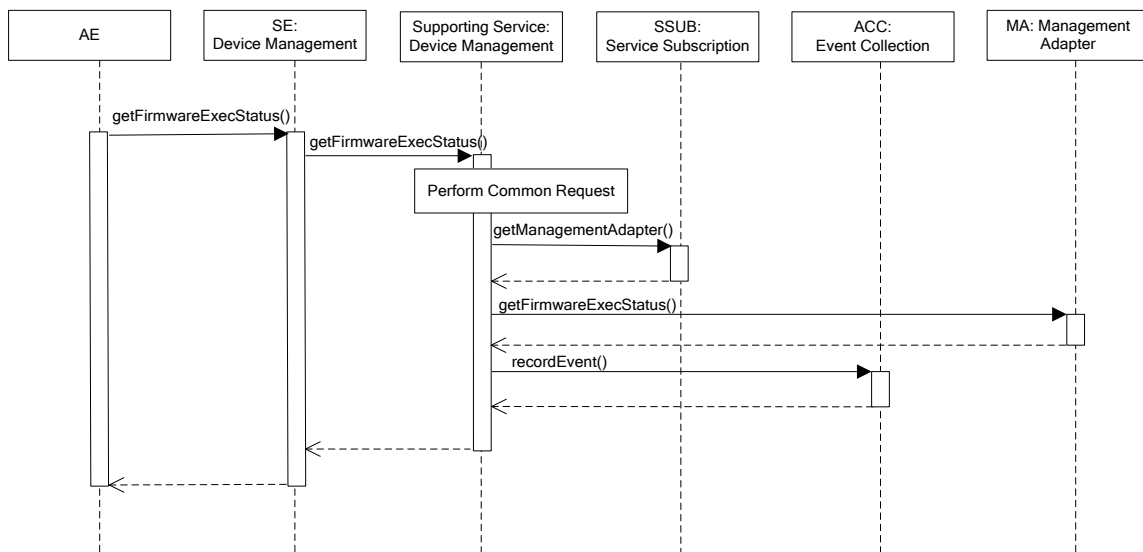 AE
SE:
Device Management
Supporting Service:
Device Management
SSUB:
Service Subscription
ACC:
Event Collection
MA: Management
Adapter
getFirmwareExecStatus()
getFirmwareExecStatus()
Perform Common Request
getManagementAdapter()
getFirmwareExecStatus()
recordEvent()